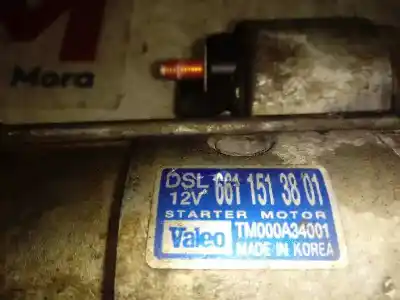 M
Mora
DSL 661 151 38 01
12V
STARTER MOTOR
Valeo TM000A34001
MADE IN KOREA